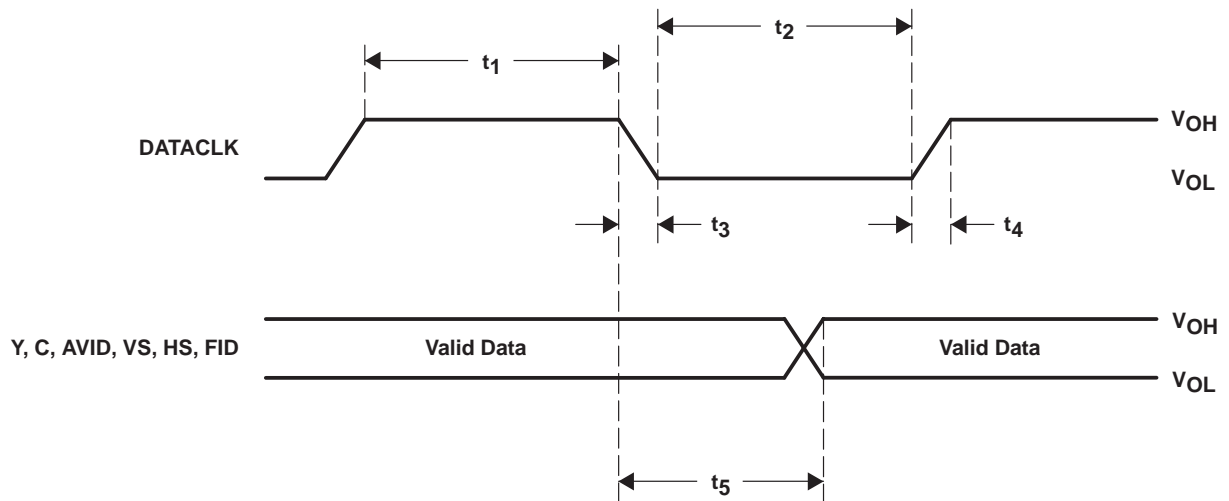 t2
t1
VOH
DATACLK
VOL
t3
t4
VOH
Y, C, AVID, VS, HS, FID
Valid Data
Valid Data
VOL
t5